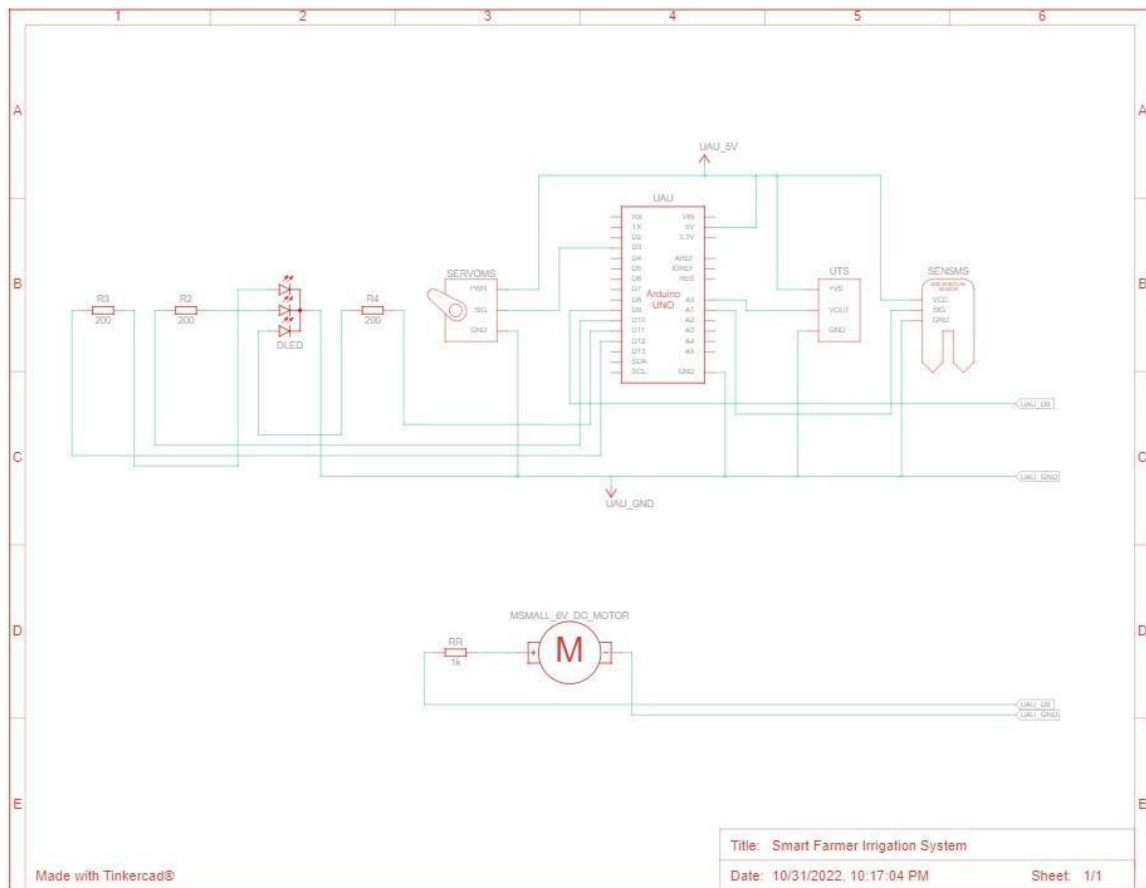 1 2 3 4 5 6
A A
UAU_5V
UAU
RX VIN
TX 5V
D2 3.3V
D3
D4 AREF
D5 IOREF
D6 RES
D7
D8 A0
D9 A1
D10 A2
D11 A3
D12 A4
D13 A5
SDA
SCL GND
Arduino
UNO
B B
SERVOMS
PWR
SIG
GND
UTS
+VS
VOUT
GND
SENSMS
VCC
SIG
GND
R3
200
R2
200
DLED
R4
200
UAU_D9
C C
UAU_GND
UAU_GND
MSMALL_6V_DC_MOTOR
D D
RR
1k
+ M -
UAU_D9
UAU_GND
E E
Title: Smart Farmer Irrigation System
Made with Tinkercad®
Date: 10/31/2022, 10:17:04 PM Sheet: 1/1